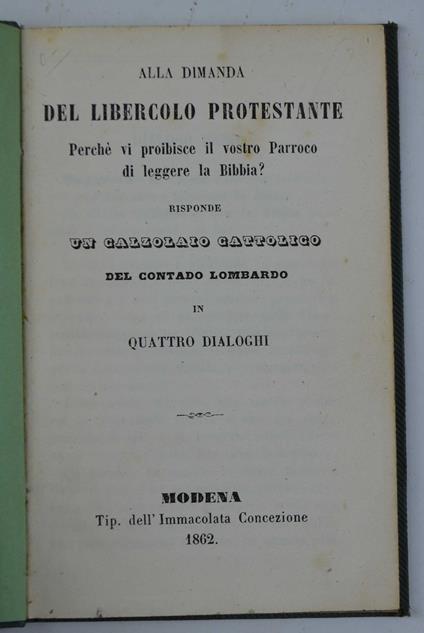 ALLA DIMANDA
DEL LIBERCOLO PROTESTANTE
Perchè vi proibisce il vostro Parroco
di leggere la Bibbia?
RISPONDE
UN CALZOLAIO CATTOLICO
DEL CONTADO LOMBARDO
IN
QUATTRO DIALOGHI
MODENA
Tip. dell'Immacolata Concezione
1862.